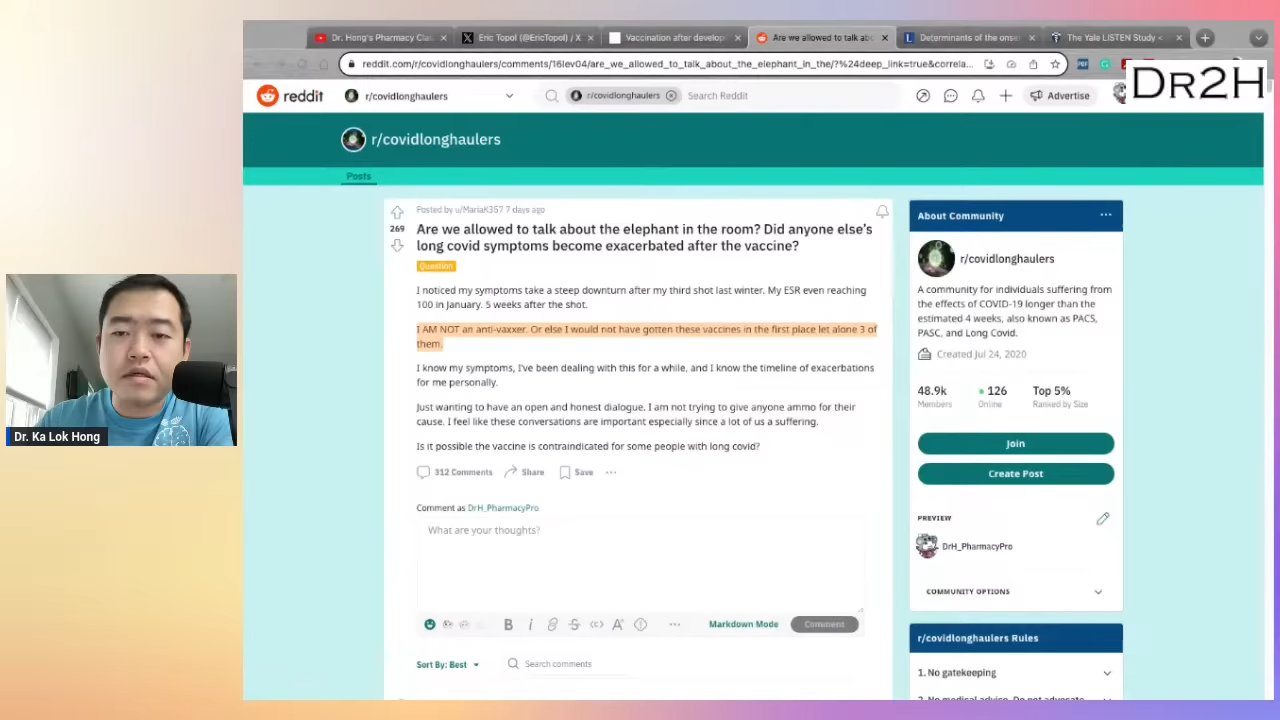 Dr. Hong's Pharmacy Clas
Eric Topol (@EricTopol) / X
Vaccination after develop
Are we allowed to talk abo
Determinants of the onse
The Yale LISTEN Study <
reddit.com/r/covidlonghaulers/comments/16lev04/are_we_allowed_to_talk_about_the_elephant_in_the/?%24deep_link=true&correla...
DR2H
reddit
r/covidlonghaulers
r/covidlonghaulers
Search Reddit
Advertise
r/covidlonghaulers
Posts
Posted by u/MariaK357 7 days ago
269
Are we allowed to talk about the elephant in the room? Did anyone else's
long covid symptoms become exacerbated after the vaccine?
Question
I noticed my symptoms take a steep downturn after my third shot last winter. My ESR even reaching
100 in January. 5 weeks after the shot.
I AM NOT an anti-vaxxer. Or else I would not have gotten these vaccines in the first place let alone 3 of
them.
I know my symptoms, I've been dealing with this for a while, and I know the timeline of exacerbations
for me personally.
Just wanting to have an open and honest dialogue. I am not trying to give anyone ammo for their
cause. I feel like these conversations are important especially since a lot of us a suffering.
Is it possible the vaccine is contraindicated for some people with long covid?
312 Comments
Share
Save
Comment as DrH_PharmacyPro
What are your thoughts?
Markdown Mode
Comment
Sort By: Best
Search comments
About Community
r/covidlonghaulers
A community for individuals suffering from
the effects of COVID-19 longer than the
estimated 4 weeks, also known as PACS,
PASC, and Long Covid.
Created Jul 24, 2020
48.9k
126
Top 5%
Members
Online
Ranked by Size
Join
Create Post
PREVIEW
DrH_PharmacyPro
COMMUNITY OPTIONS
r/covidlonghaulers Rules
1. No gatekeeping
2. No medical advice. Do not advocate
Dr. Ka Lok Hong